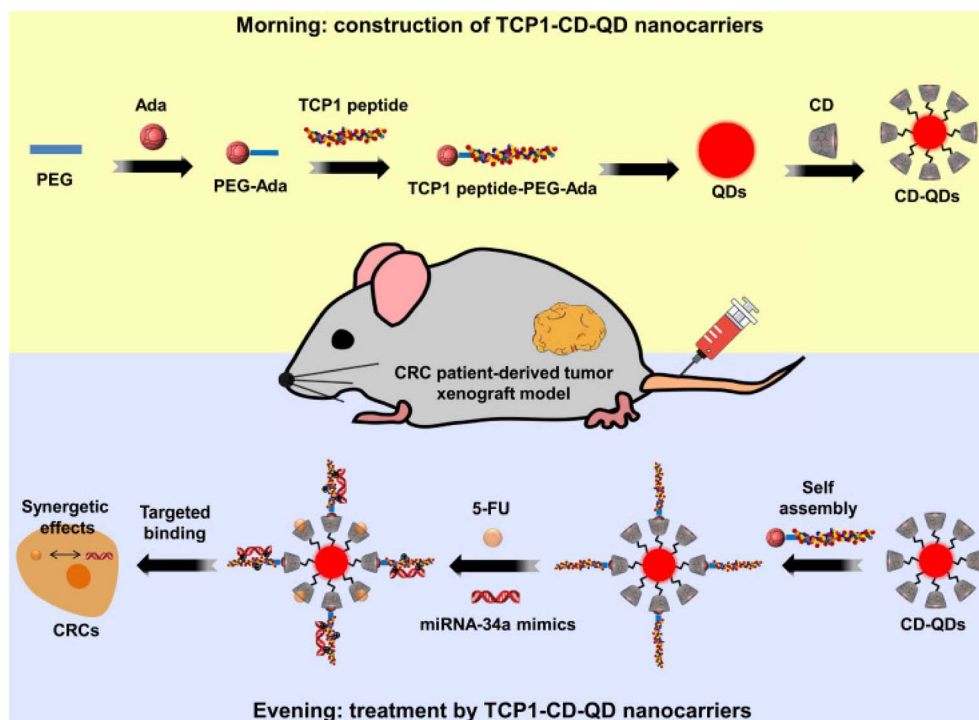 Morning: construction of TCP1-CD-QD nanocarriers
Ada
TCP1 peptide
CD
PEG
PEG-Ada
TCP1 peptide-PEG-Ada
QDs
CD-QDs
CRC patient-derived tumor
xenograft model
Synergetic
effects
Targeted
binding
5-FU
Self
assembly
CRCs
miRNA-34a mimics
CD-QDs
Evening: treatment by TCP1-CD-QD nanocarriers